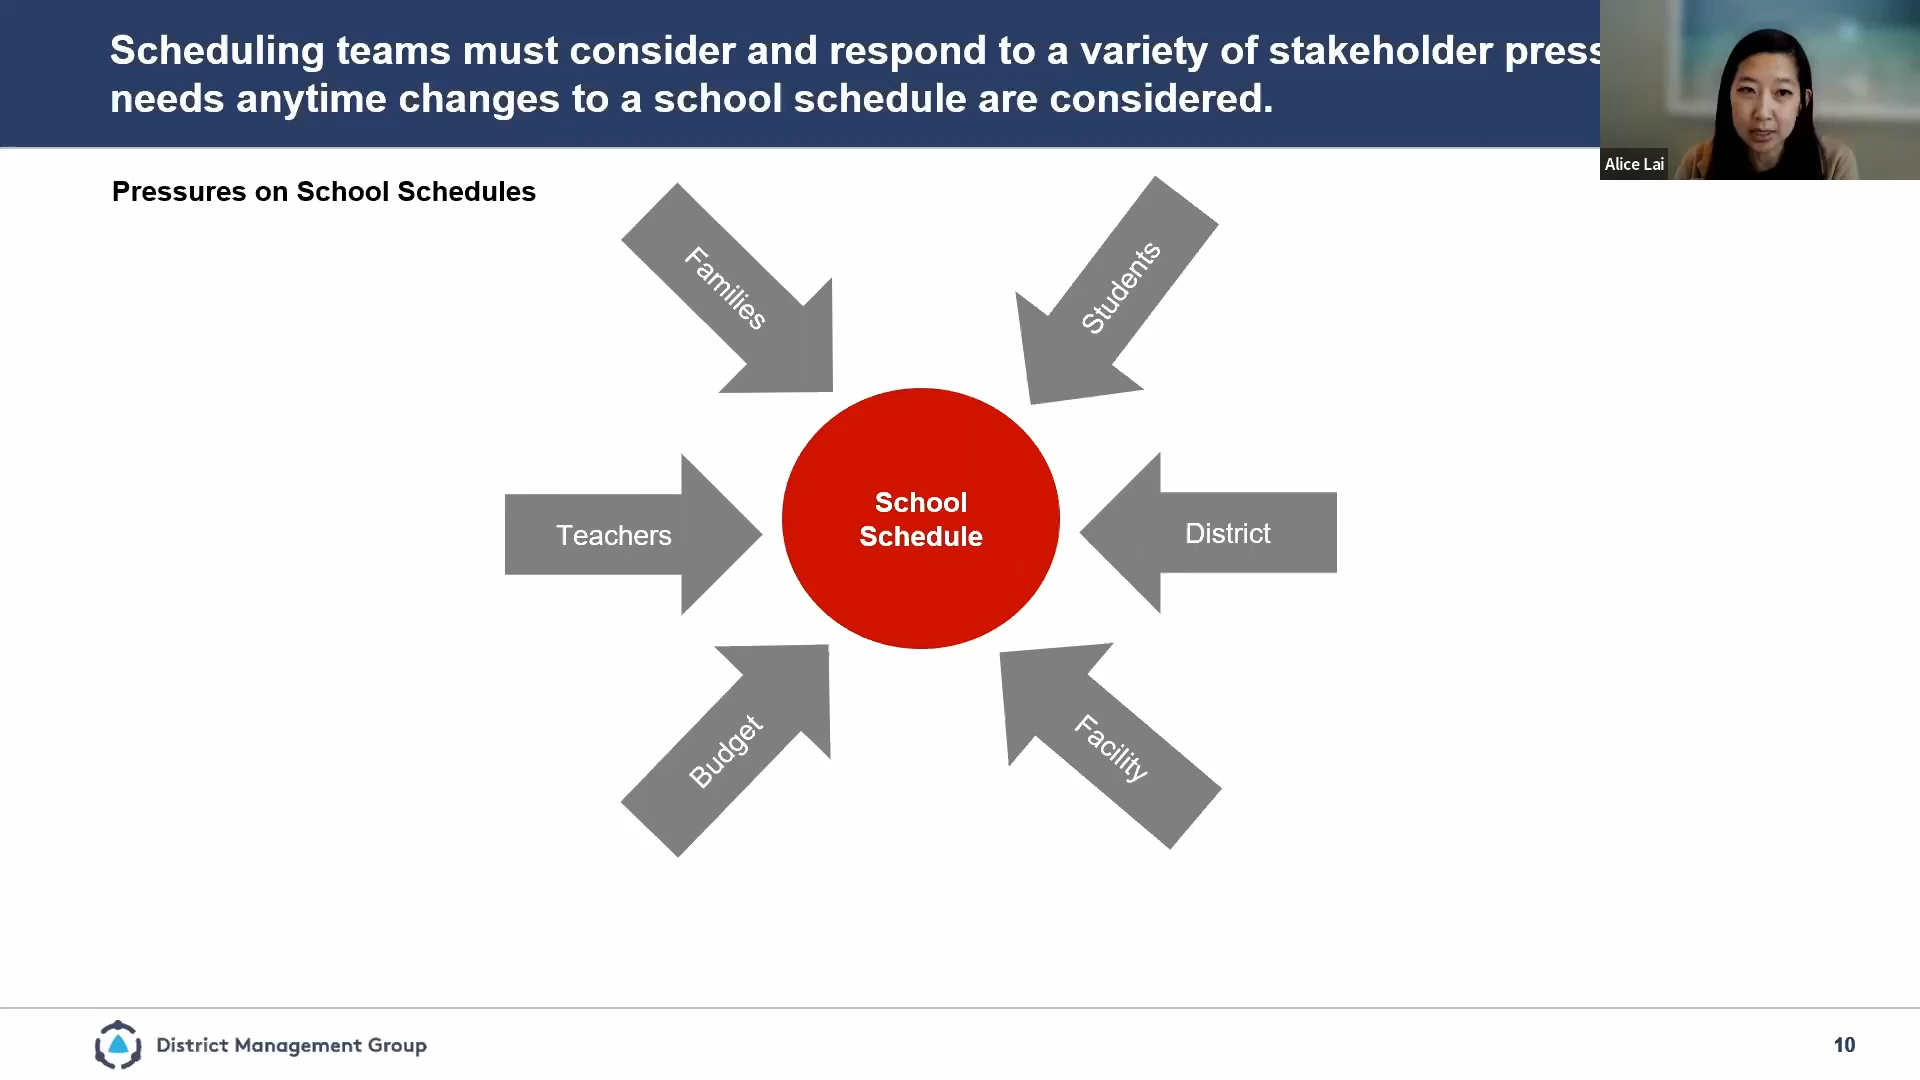 Scheduling teams must consider and respond to a variety of stakeholder
needs anytime changes to a school schedule are considered.
Alice Lai
Pressures on School Schedules
Families
Students
School
Schedule
Teachers
District
Budget
Facility
District Management Group
10